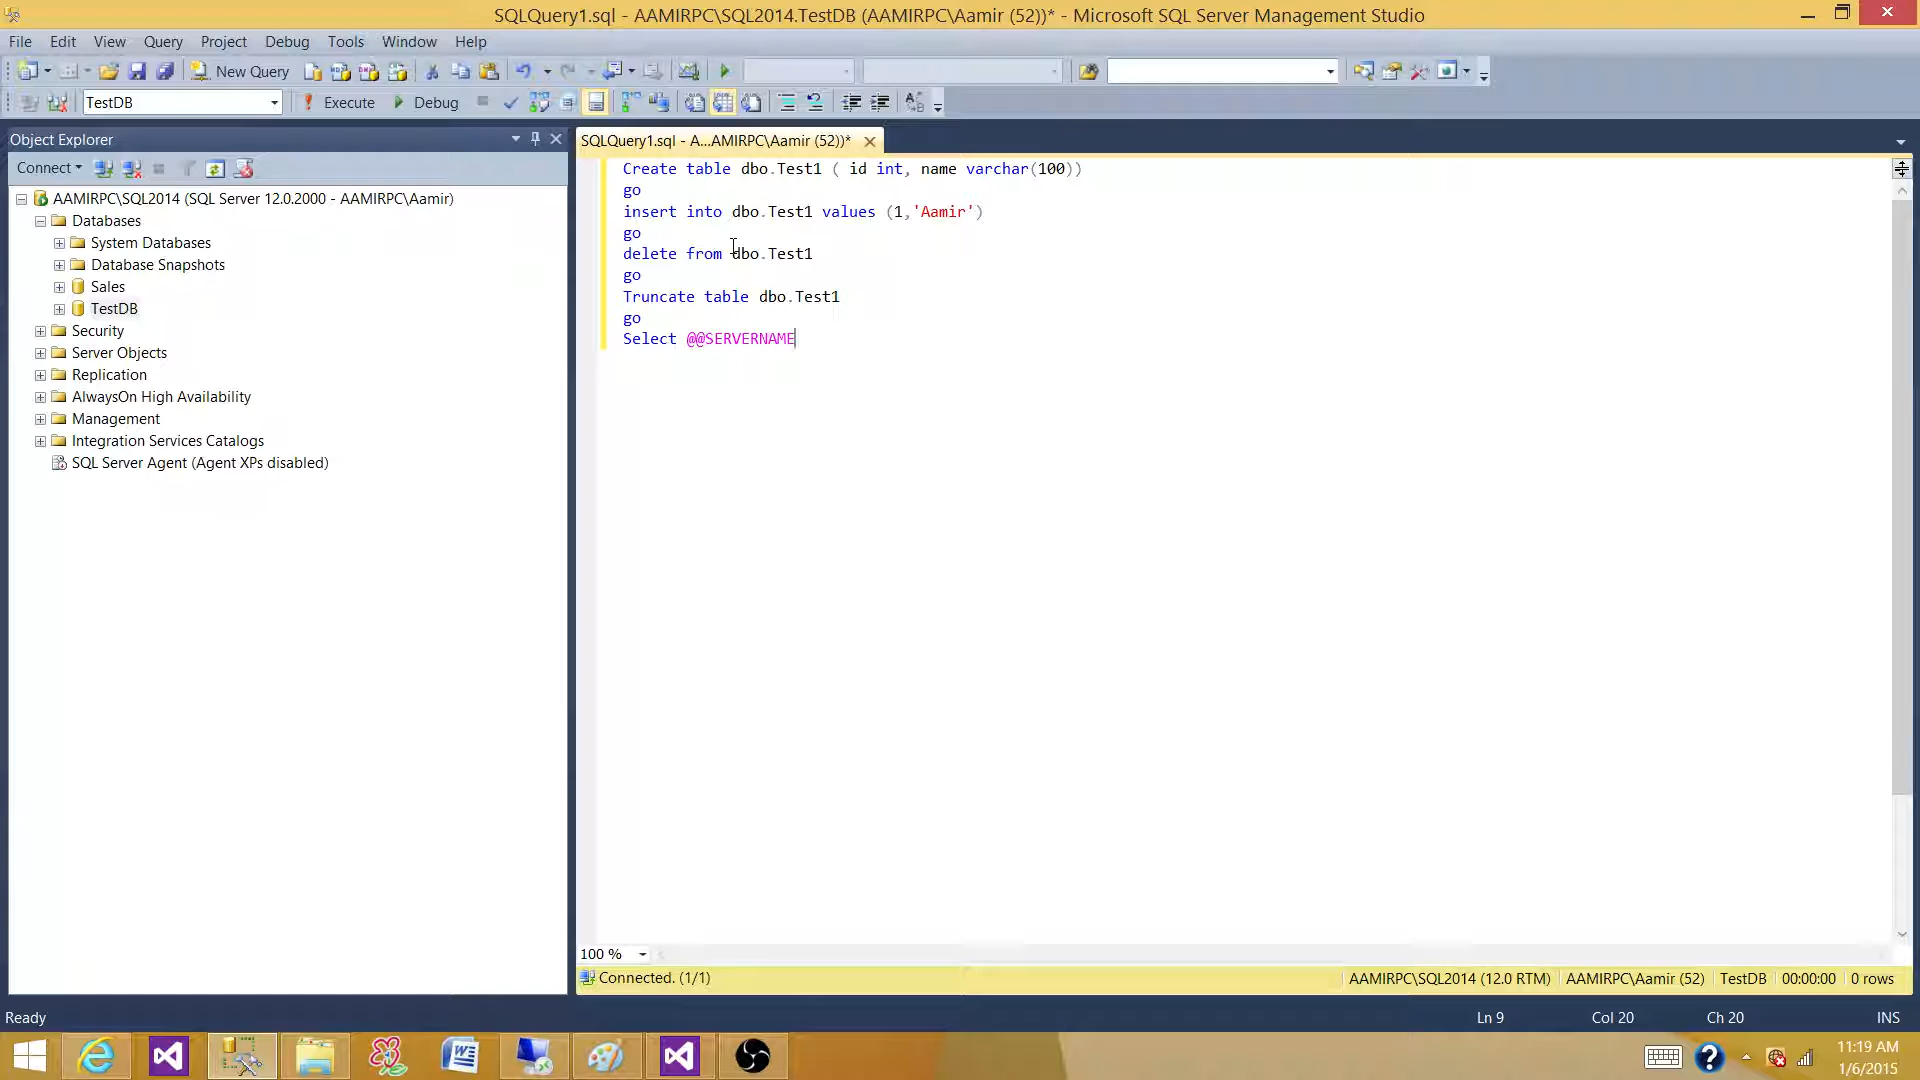 SQLQuery1.sql - AAMIRPC\SQL2014.TestDB (AAMIRPC\Aamir (52))* - Microsoft SQL Server Management Studio
File Edit View Query Project Debug Tools Window Help
New Query
TestDB Execute Debug
Object Explorer
Connect
AAMIRPC\SQL2014 (SQL Server 12.0.2000 - AAMIRPC\Aamir)
Databases
System Databases
Database Snapshots
Sales
TestDB
Security
Server Objects
Replication
AlwaysOn High Availability
Management
Integration Services Catalogs
SQL Server Agent (Agent XPs disabled)
SQLQuery1.sql - A...AMIRPC\Aamir (52))*
Create table dbo.Test1 ( id int, name varchar(100))
go
insert into dbo.Test1 values (1,'Aamir')
go
delete from dbo.Test1
go
Truncate table dbo.Test1
go
Select @@SERVERNAME
100 %
Connected. (1/1) AAMIRPC\SQL2014 (12.0 RTM) AAMIRPC\Aamir (52) TestDB 00:00:00 0 rows
Ready Ln 9 Col 20 Ch 20 INS
11:19 AM
1/6/2015